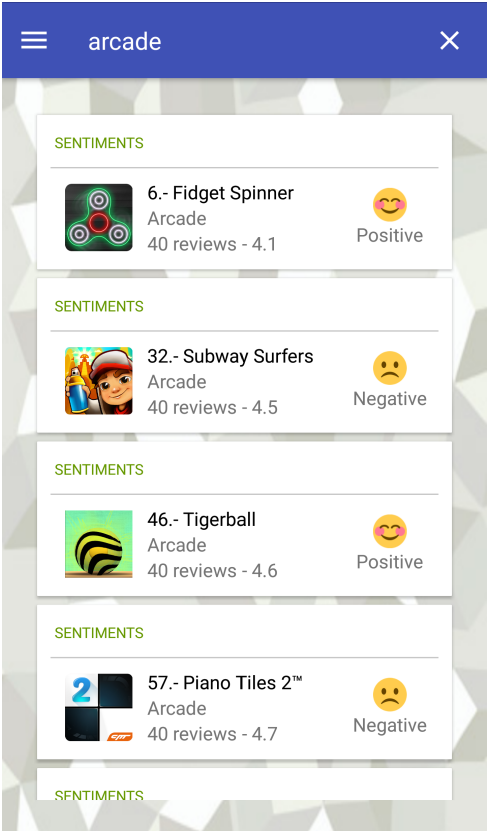 arcade
SENTIMENTS
6.- Fidget Spinner
Arcade
40 reviews - 4.1
Positive
SENTIMENTS
32.- Subway Surfers
Arcade
40 reviews - 4.5
Negative
SENTIMENTS
46.- Tigerball
Arcade
40 reviews - 4.6
Positive
SENTIMENTS
2
57.- Piano Tiles 2™
Arcade
40 reviews - 4.7
Negative
SENTIMENTS